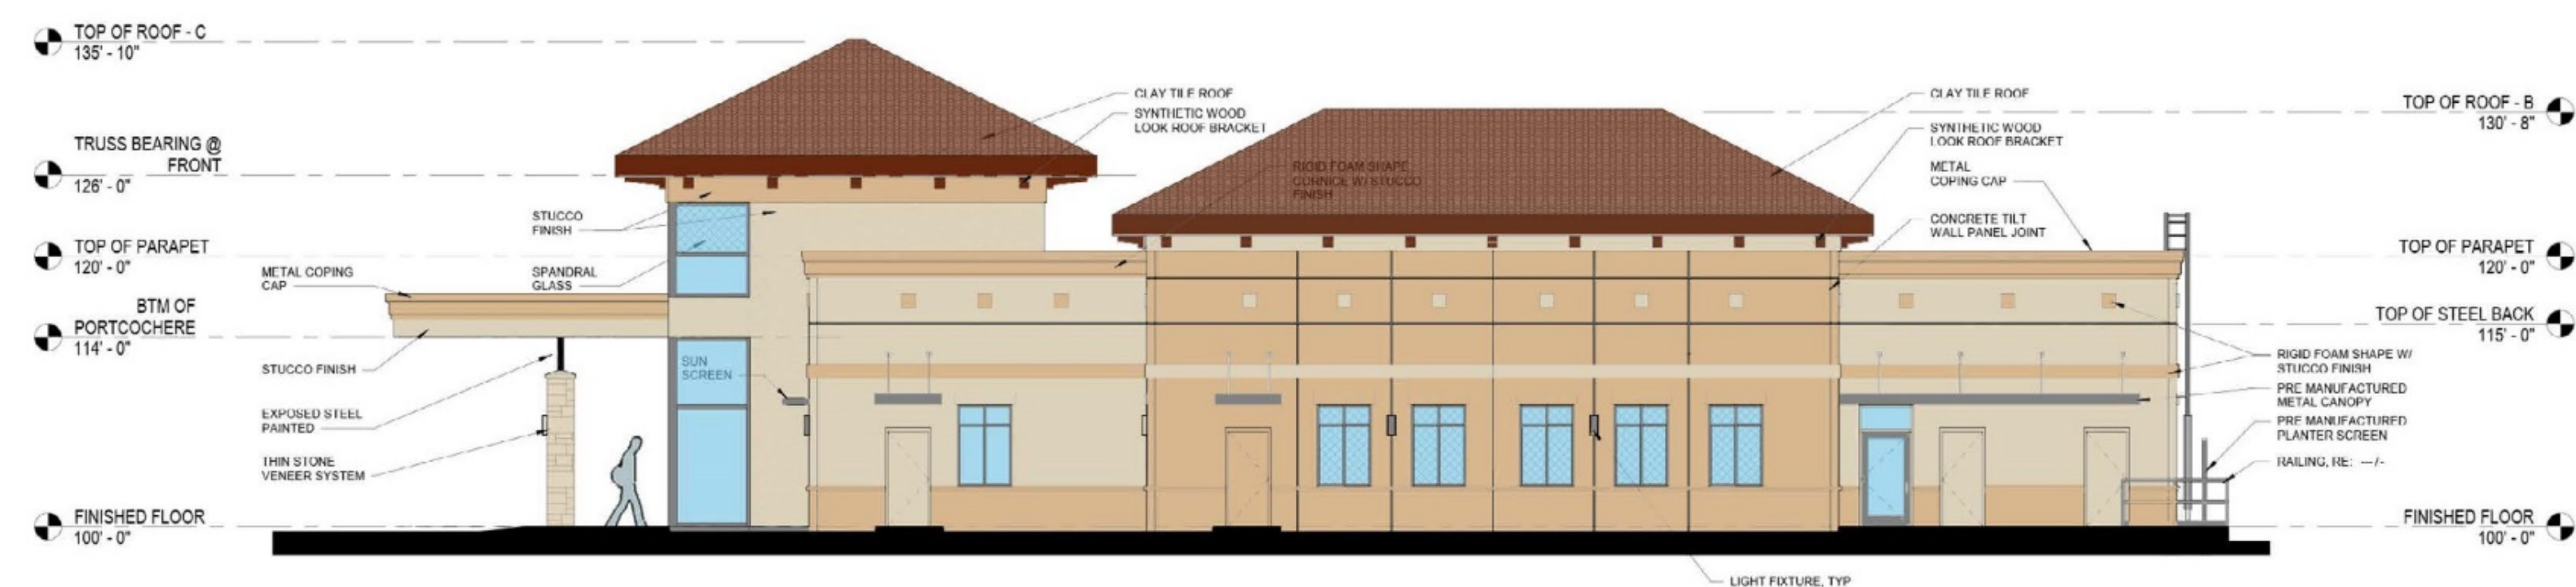 TOP OF ROOF - C
135' - 10"
TRUSS BEARING @
FRONT
126' - 0"
TOP OF PARAPET
120' - 0"
BTM OF
PORTCOCHERE
114' - 0"
FINISHED FLOOR
100' - 0"
METAL COPING
CAP
STUCCO FINISH
EXPOSED STEEL
PAINTED
THIN STONE
VENEER SYSTEM
STUCCO
FINISH
SPANDRAL
GLASS
SUN
SCREEN
CLAY TILE ROOF
SYNTHETIC WOOD
LOOK ROOF BRACKET
RIGID FOAM SHAPE
CORNICE W/ STUCCO
FINISH
CLAY TILE ROOF
SYNTHETIC WOOD
LOOK ROOF BRACKET
METAL
COPING CAP
CONCRETE TILT
WALL PANEL JOINT
TOP OF ROOF - B
130' - 8"
TOP OF PARAPET
120' - 0"
TOP OF STEEL BACK
115' - 0"
RIGID FOAM SHAPE W/
STUCCO FINISH
PRE MANUFACTURED
METAL CANOPY
PRE MANUFACTURED
PLANTER SCREEN
RAILING, RE: ---/-
FINISHED FLOOR
100' - 0"
LIGHT FIXTURE, TYP